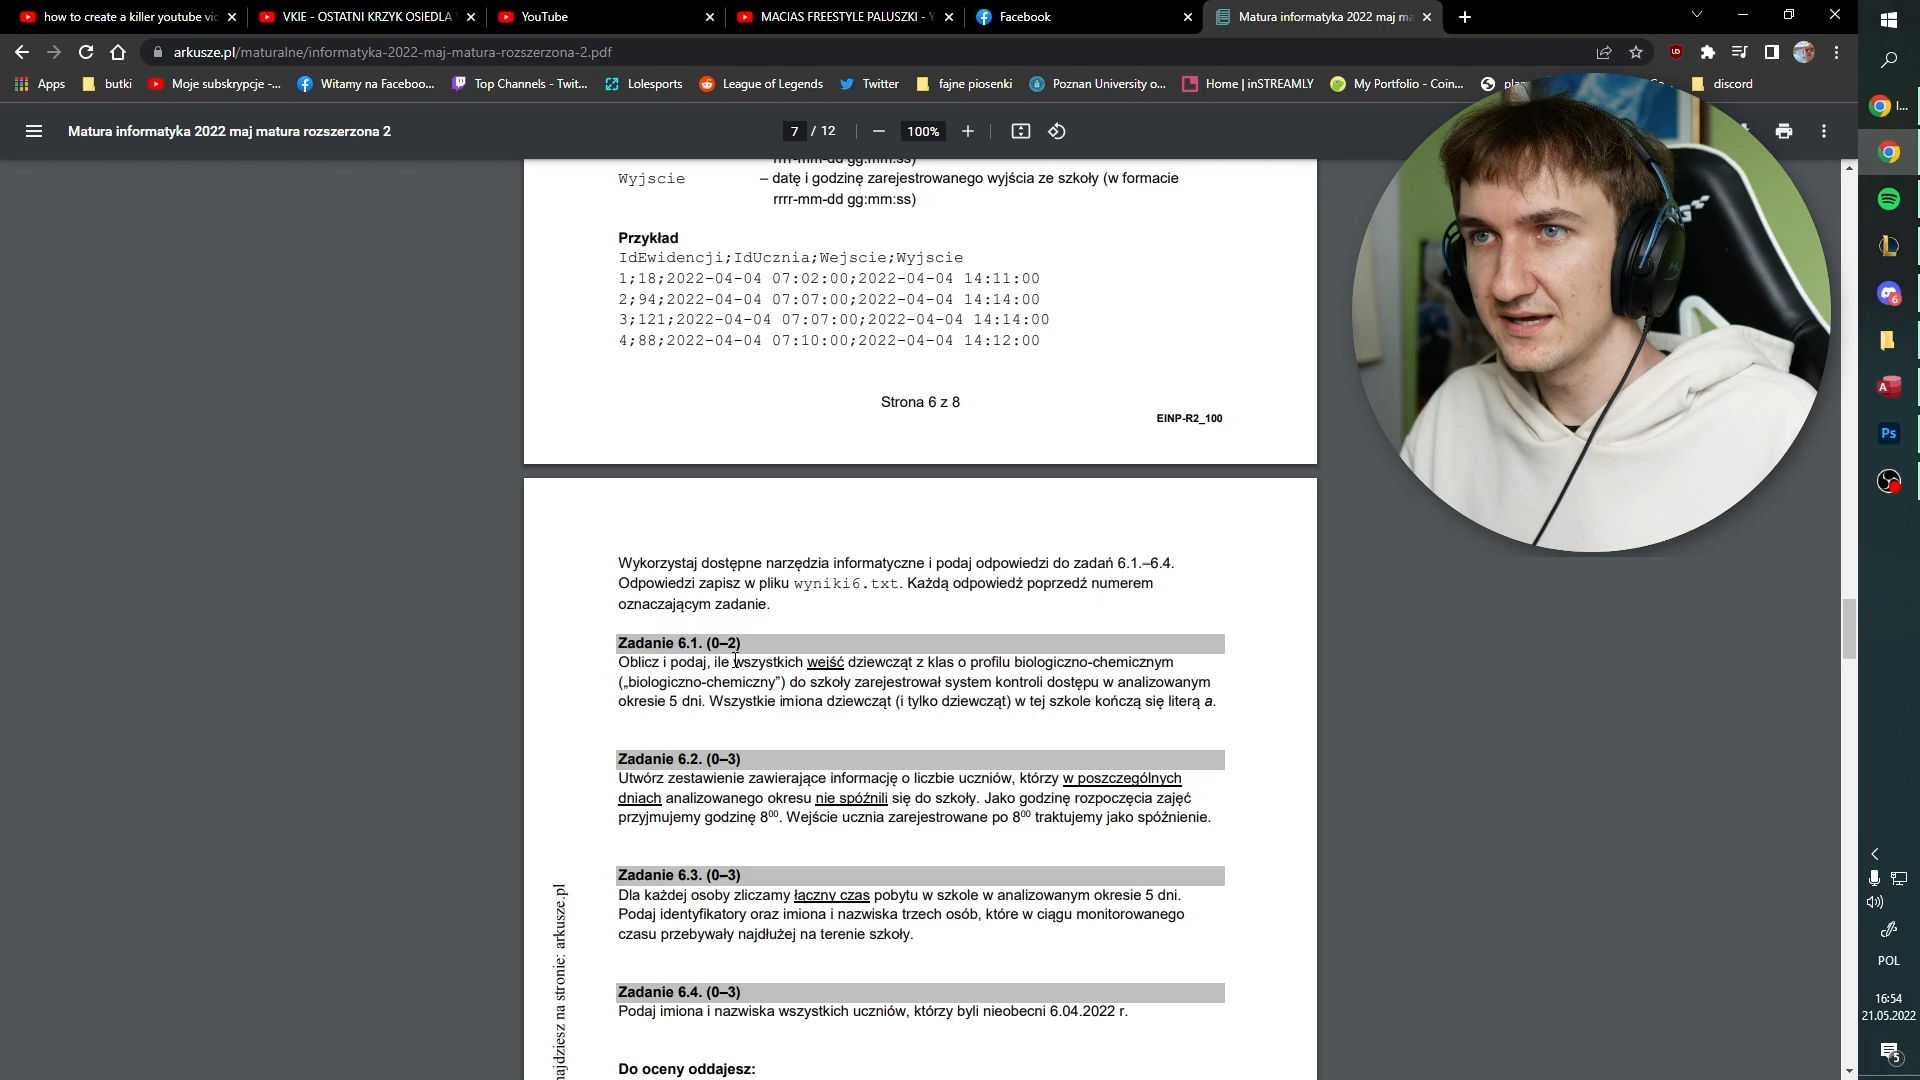 how to create a killer youtube vi
VKIE - OSTATNI KRZYK OSIEDLA
YouTube
MACIAS FREESTYLE PALUSZKI - Y
Facebook
Matura informatyka 2022 maj ma
arkusze.pl/maturalne/informatyka-2022-maj-matura-rozszerzona-2.pdf
Apps
butki
Moje subskrypcje -...
Witamy na Faceboo...
Top Channels - Twit...
Lolesports
League of Legends
Twitter
fajne piosenki
Poznan University o...
Home | inSTREAMLY
My Portfolio - Coin...
discord
Matura informatyka 2022 maj matura rozszerzona 2
7 / 12
100%
rrrr-mm-dd gg:mm:ss)
Wyjscie – datę i godzinę zarejestrowanego wyjścia ze szkoły (w formacie
rrrr-mm-dd gg:mm:ss)
Przykład
IdEwidencji;IdUcznia;Wejscie;Wyjscie
1;18;2022-04-04 07:02:00;2022-04-04 14:11:00
2;94;2022-04-04 07:07:00;2022-04-04 14:14:00
3;121;2022-04-04 07:07:00;2022-04-04 14:14:00
4;88;2022-04-04 07:10:00;2022-04-04 14:12:00
Strona 6 z 8
EINP-R2_100
Wykorzystaj dostępne narzędzia informatyczne i podaj odpowiedzi do zadań 6.1.–6.4.
Odpowiedzi zapisz w pliku wyniki6.txt. Każdą odpowiedź poprzedź numerem
oznaczającym zadanie.
Zadanie 6.1. (0–2)
Oblicz i podaj, ile wszystkich wejść dziewcząt z klas o profilu biologiczno-chemicznym
(„biologiczno-chemiczny”) do szkoły zarejestrował system kontroli dostępu w analizowanym
okresie 5 dni. Wszystkie imiona dziewcząt (i tylko dziewcząt) w tej szkole kończą się literą a.
Zadanie 6.2. (0–3)
Utwórz zestawienie zawierające informację o liczbie uczniów, którzy w poszczególnych
dniach analizowanego okresu nie spóźnili się do szkoły. Jako godzinę rozpoczęcia zajęć
przyjmujemy godzinę 8⁰⁰. Wejście ucznia zarejestrowane po 8⁰⁰ traktujemy jako spóźnienie.
Zadanie 6.3. (0–3)
Dla każdej osoby zliczamy łączny czas pobytu w szkole w analizowanym okresie 5 dni.
Podaj identyfikatory oraz imiona i nazwiska trzech osób, które w ciągu monitorowanego
czasu przebywały najdłużej na terenie szkoły.
Zadanie 6.4. (0–3)
Podaj imiona i nazwiska wszystkich uczniów, którzy byli nieobecni 6.04.2022 r.
Do oceny oddajesz:
najdziesz na stronie: arkusze.pl
I...
6
A
Ps
POL
16:54
21.05.2022
5